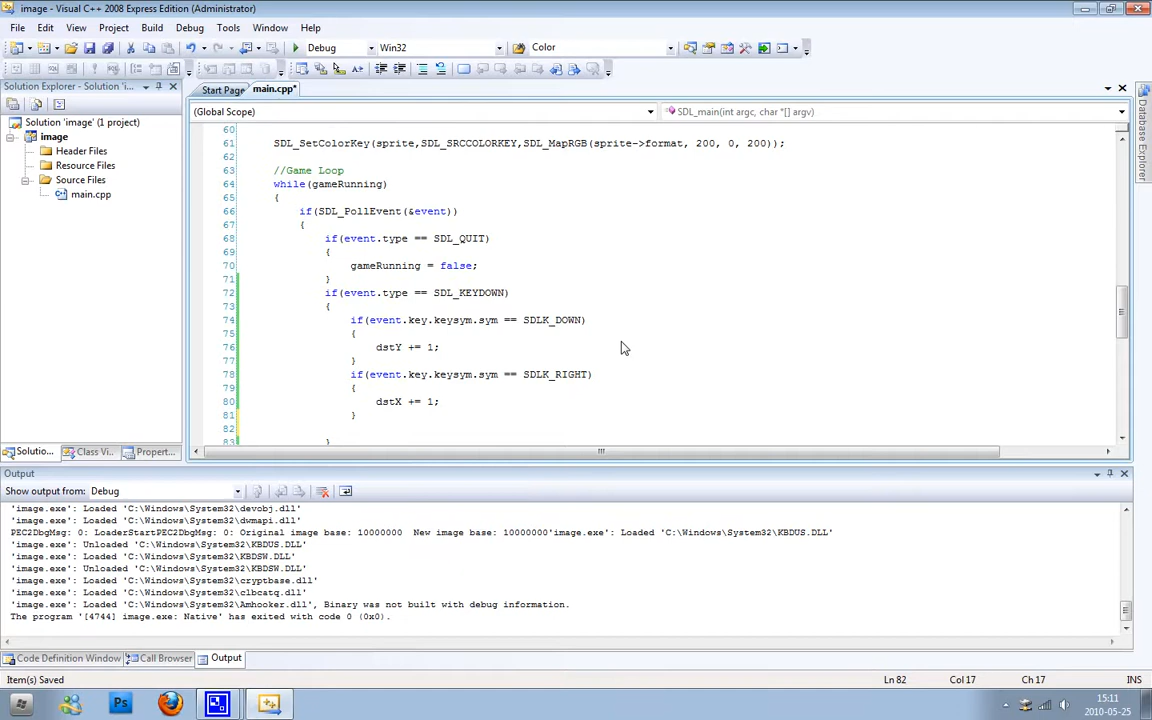 image - Visual C++ 2008 Express Edition (Administrator)
File Edit View Project Build Debug Tools Window Help
Debug Win32 Color
Solution Explorer - Solution 'i...
Start Page main.cpp*
(Global Scope) SDL_main(int argc, char *[] argv)
Solution 'image' (1 project)
image
Header Files
Resource Files
Source Files
main.cpp
60
61 SDL_SetColorKey(sprite,SDL_SRCCOLORKEY,SDL_MapRGB(sprite->format, 200, 0, 200));
62
63 //Game Loop
64 while(gameRunning)
65 {
66 if(SDL_PollEvent(&event))
67 {
68 if(event.type == SDL_QUIT)
69 {
70 gameRunning = false;
71 }
72 if(event.type == SDL_KEYDOWN)
73 {
74 if(event.key.keysym.sym == SDLK_DOWN)
75 {
76 dstY += 1;
77 }
78 if(event.key.keysym.sym == SDLK_RIGHT)
79 {
80 dstX += 1;
81 }
82
83 }
Database Explorer
Solutio... Class Vi... Propert...
Output
Show output from: Debug
'image.exe': Loaded 'C:\Windows\System32\devobj.dll'
'image.exe': Loaded 'C:\Windows\System32\dwmapi.dll'
PEC2DbgMsg: 0: LoaderStartPEC2DbgMsg: 0: Original image base: 10000000 New image base: 10000000'image.exe': Loaded 'C:\Windows\System32\KBDUS.DLL'
'image.exe': Unloaded 'C:\Windows\System32\KBDUS.DLL'
'image.exe': Loaded 'C:\Windows\System32\KBDSW.DLL'
'image.exe': Unloaded 'C:\Windows\System32\KBDSW.DLL'
'image.exe': Loaded 'C:\Windows\System32\cryptbase.dll'
'image.exe': Loaded 'C:\Windows\System32\clbcatq.dll'
'image.exe': Loaded 'C:\Windows\System32\Amhooker.dll', Binary was not built with debug information.
The program '[4744] image.exe: Native' has exited with code 0 (0x0).
Code Definition Window Call Browser Output
Item(s) Saved Ln 82 Col 17 Ch 17 INS
Ps
15:11
2010-05-25